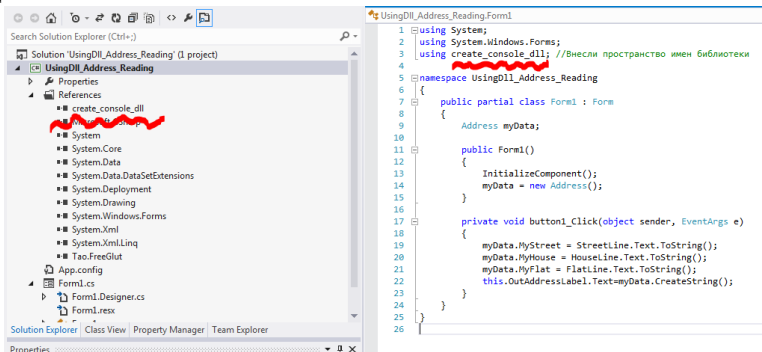 Search Solution Explorer (Ctrl+;)
Solution 'UsingDll_Address_Reading' (1 project)
C# UsingDll_Address_Reading
Properties
References
create_console_dll
System
System.Core
System.Data
System.Data.DataSetExtensions
System.Deployment
System.Drawing
System.Windows.Forms
System.Xml
System.Xml.Linq
Tao.FreeGlut
App.config
Form1.cs
Form1.Designer.cs
Form1.resx
Solution Explorer Class View Property Manager Team Explorer
Properties
UsingDll_Address_Reading.Form1
1 using System;
2 using System.Windows.Forms;
3 using create_console_dll; //Внесли пространство имен библиотеки
4
5 namespace UsingDll_Address_Reading
6 {
7 public partial class Form1 : Form
8 {
9 Address myData;
10
11 public Form1()
12 {
13 InitializeComponent();
14 myData = new Address();
15 }
16
17 private void button1_Click(object sender, EventArgs e)
18 {
19 myData.MyStreet = StreetLine.Text.ToString();
20 myData.MyHouse = HouseLine.Text.ToString();
21 myData.MyFlat = FlatLine.Text.ToString();
22 this.OutAddressLabel.Text=myData.CreateString();
23 }
24 }
25 }
26